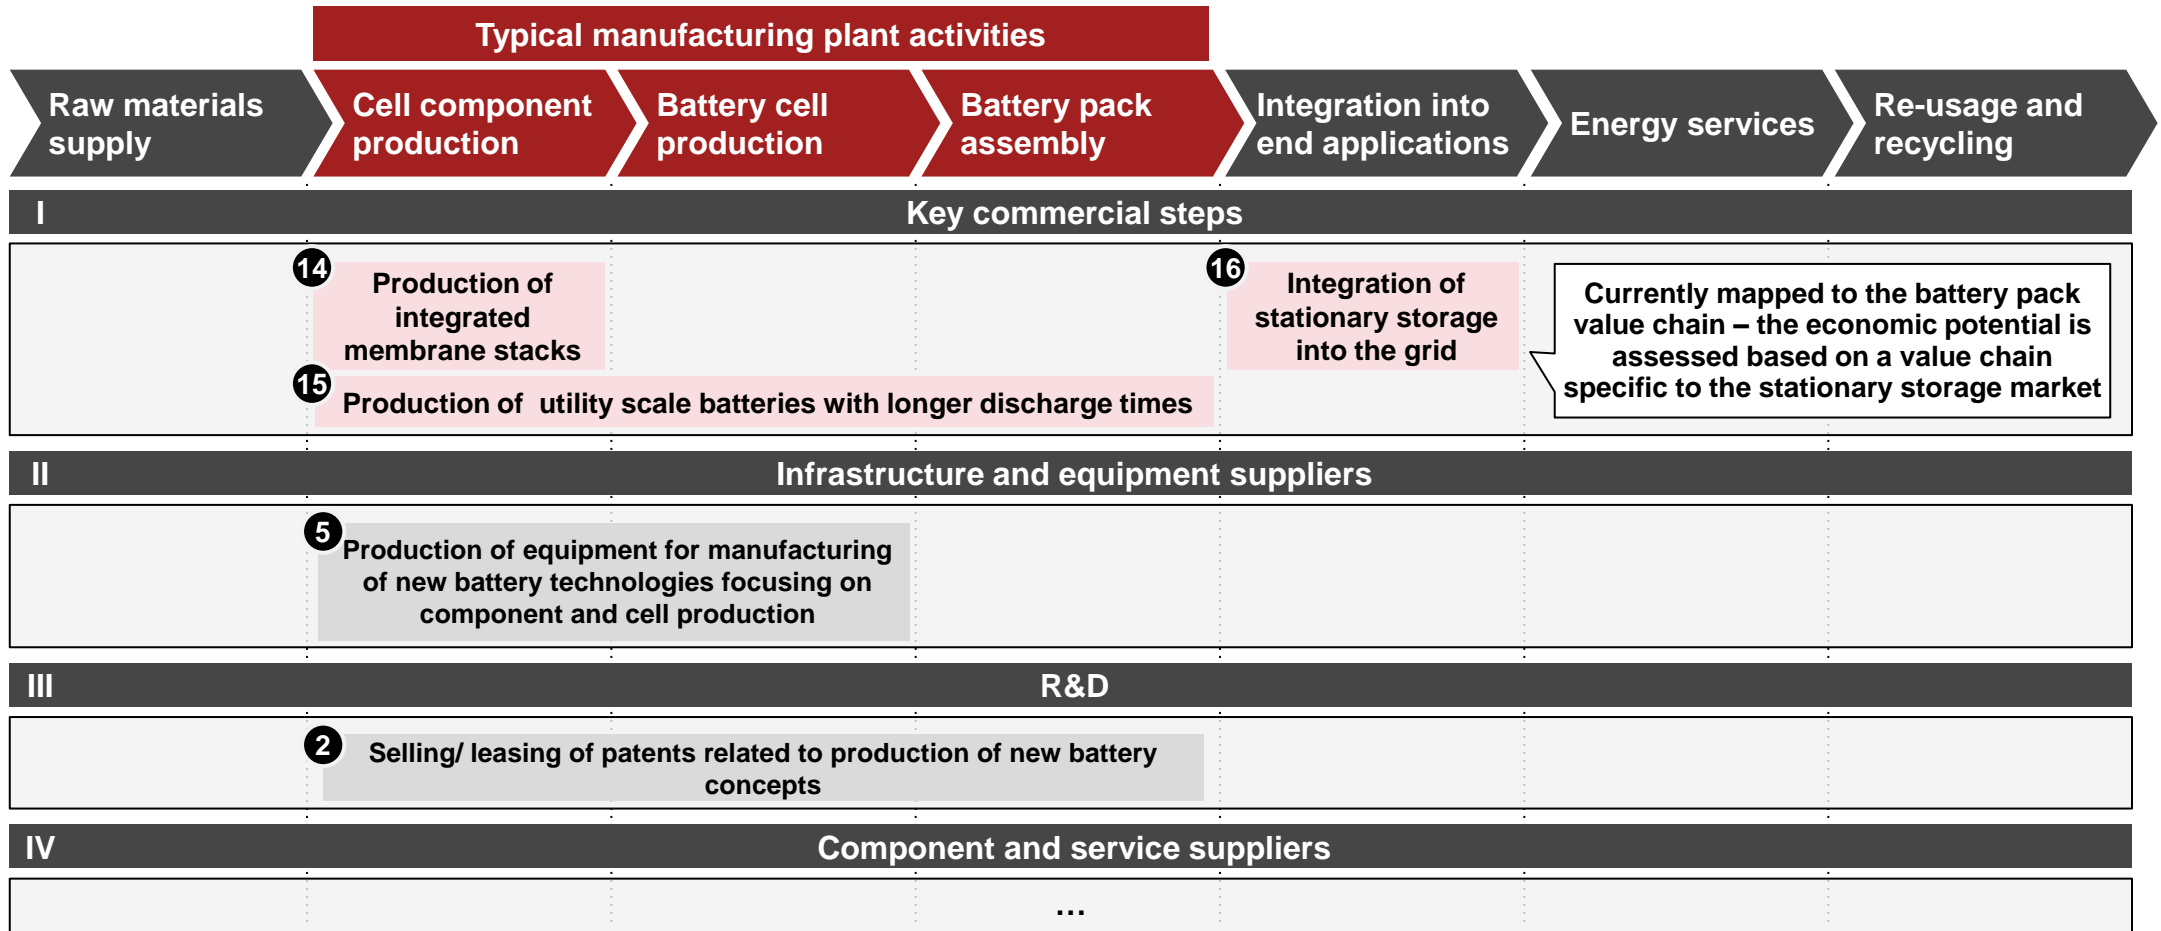 Typical manufacturing plant activities
Raw materials
supply
Cell component
production
Battery cell
production
Battery pack
assembly
Integration into
end applications
Energy services
Re-usage and
recycling
I
Key commercial steps
14
Production of
integrated
membrane stacks
16
Integration of
stationary storage
into the grid
Currently mapped to the battery pack
value chain – the economic potential is
assessed based on a value chain
specific to the stationary storage market
15
Production of  utility scale batteries with longer discharge times
II
Infrastructure and equipment suppliers
5
Production of equipment for manufacturing
of new battery technologies focusing on
component and cell production
III
R&D
2
Selling/ leasing of patents related to production of new battery
concepts
IV
Component and service suppliers
…